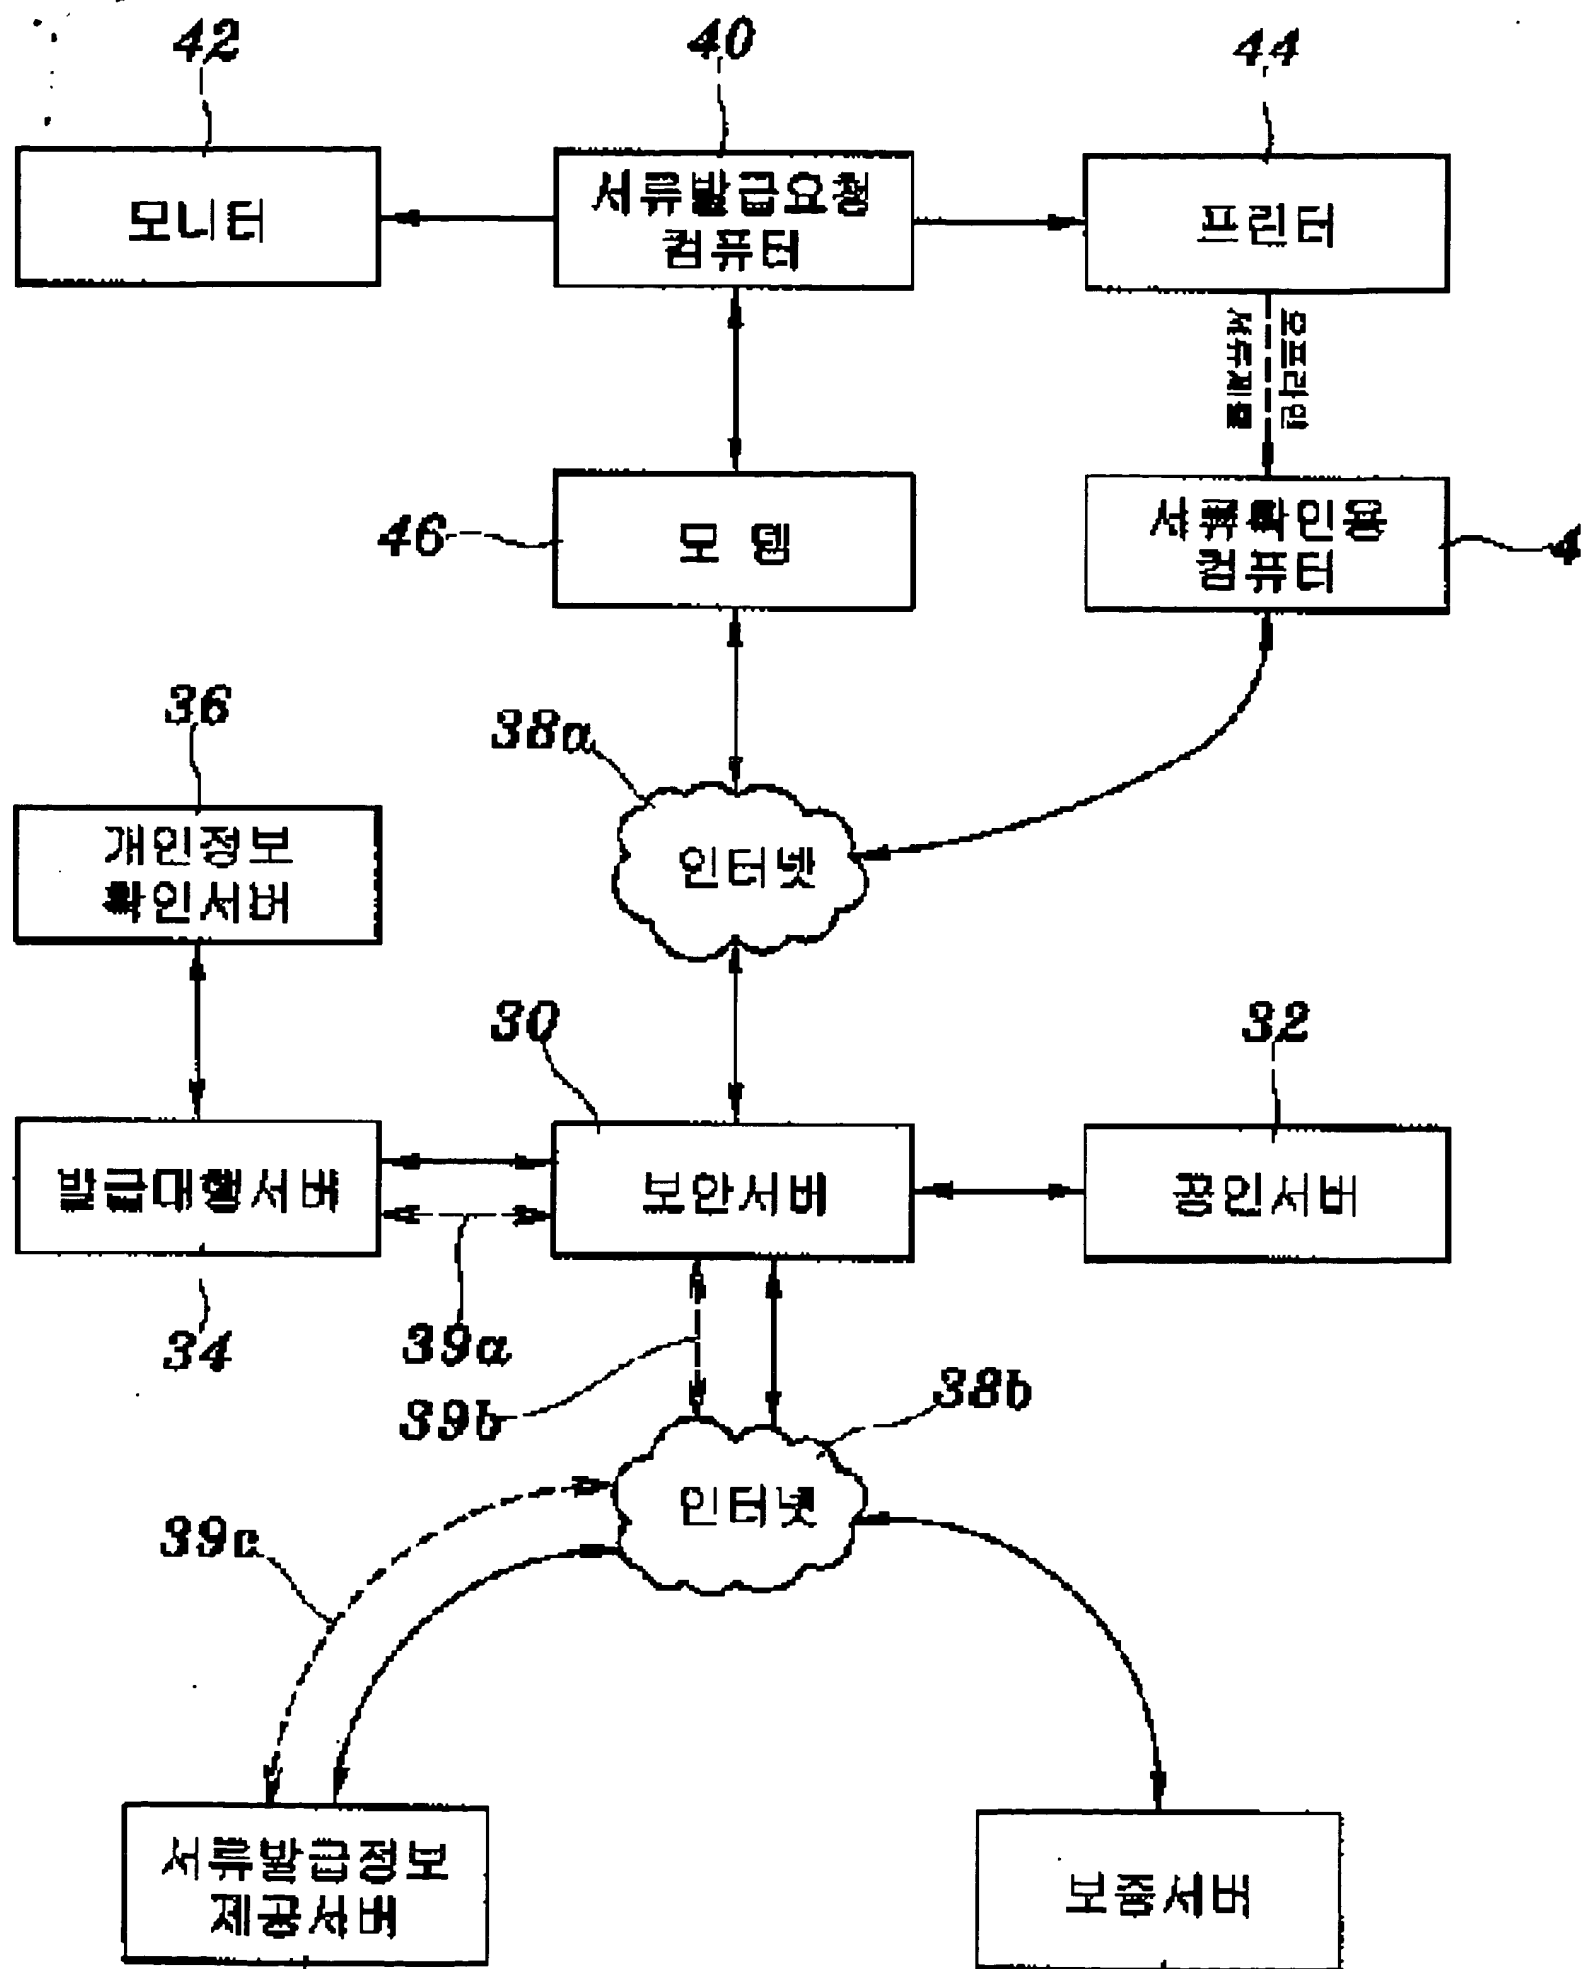 42
40
44
모니터
서류발급요청
컴퓨터
프린터
오프라인
46
모뎀
서류확인용
컴퓨터
4
36
38a
개인정보
확인서버
인터넷
30
32
발급대행서버
보안서버
공인서버
34
39a
39b
38b
39c
인터넷
서류발급정보
제공서버
보증서버